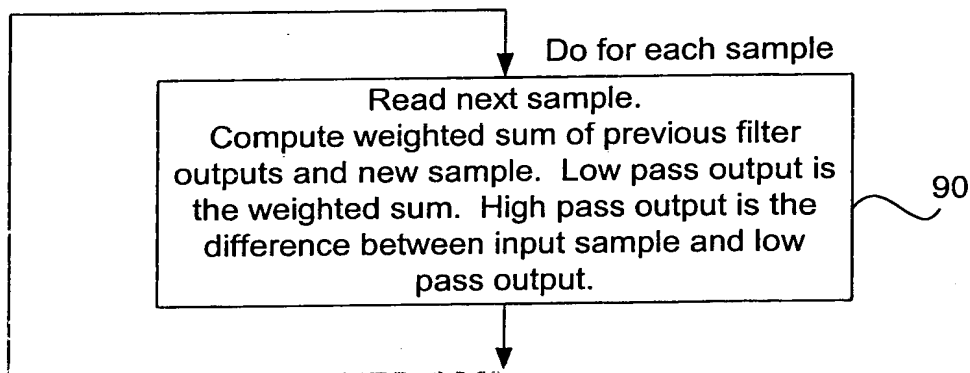 Do for each sample
Read next sample.
Compute weighted sum of previous filter
outputs and new sample. Low pass output is
the weighted sum. High pass output is the
difference between input sample and low
pass output.
90